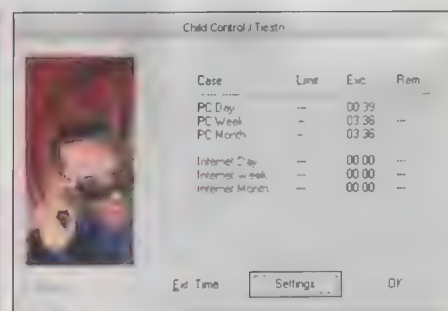 Child Control / Tiesto
Case Limit Exc. Rem
PC Day --- 00:39
PC Week -- 03:36 ---
PC Month --- 03:36
Internet Day --- 00:00 ---
Internet Week --- 00:00 ---
Internet Month --- 00:00 ---
Ext. Time Settings OK